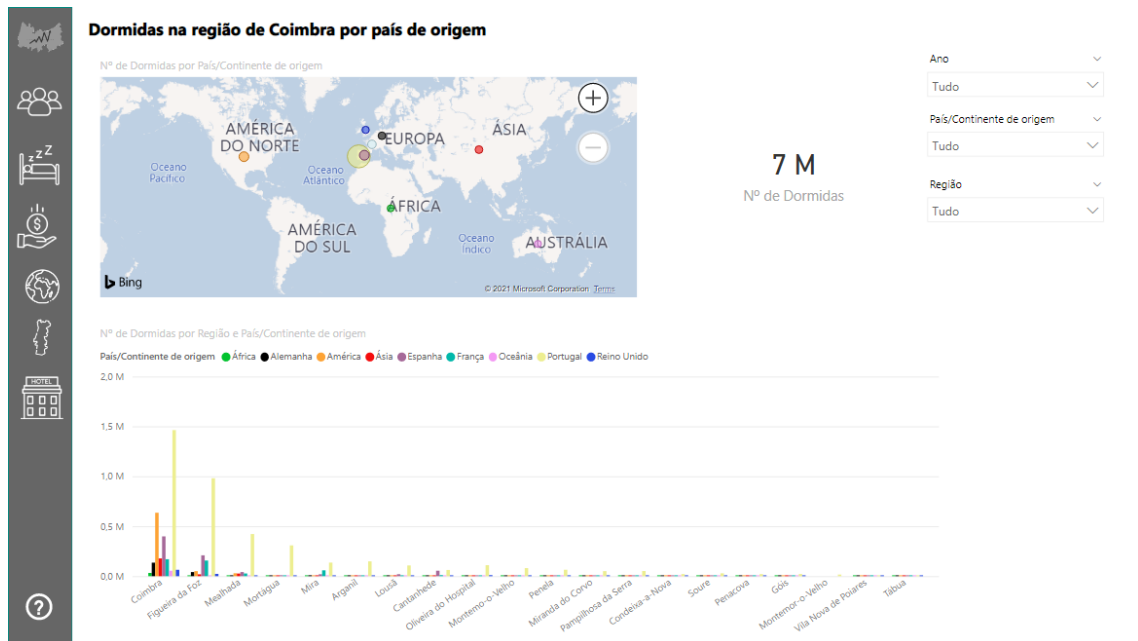 Dormidas na região de Coimbra por país de origem
Nº de Dormidas por País/Continente de origem
AMÉRICA
DO NORTE
EUROPA
ÁSIA
Oceano
Pacífico
Oceano
Atlântico
ÁFRICA
AMÉRICA
DO SUL
Oceano
Índico
AUSTRÁLIA
Bing
© 2021 Microsoft Corporation Terms
7 M
Nº de Dormidas
Ano
Tudo
País/Continente de origem
Tudo
Região
Tudo
zzZ
HOTEL
?
Nº de Dormidas por Região e País/Continente de origem
País/Continente de origem África Alemanha América Ásia Espanha França Oceânia Portugal Reino Unido
2,0 M
1,5 M
1,0 M
0,5 M
0,0 M
Coimbra
Figueira da Foz
Mealhada
Mortágua
Mira
Arganil
Lousã
Cantanhede
Oliveira do Hospital
Montemo-o-Velho
Penela
Miranda do Corvo
Pampilhosa da Serra
Condeixa-a-Nova
Soure
Penacova
Góis
Montemor-o-Velho
Vila Nova de Poiares
Tábua